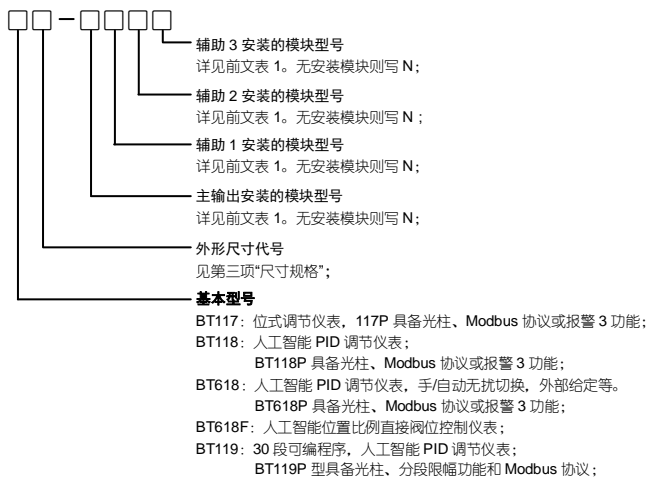 辅助 3 安装的模块型号
详见前文表 1。无安装模块则写 N；
辅助 2 安装的模块型号
详见前文表 1。无安装模块则写 N ；
辅助 1 安装的模块型号
详见前文表 1。无安装模块则写 N；
主输出安装的模块型号
详见前文表 1。无安装模块则写 N；
外形尺寸代号
见第三项“尺寸规格”；
基本型号
BT117：位式调节仪表，117P 具备光柱、Modbus 协议或报警 3 功能；
BT118：人工智能 PID 调节仪表；
BT118P 具备光柱、Modbus 协议或报警 3 功能；
BT618：人工智能 PID 调节仪表，手/自动无扰切换，外部给定等。
BT618P 具备光柱、Modbus 协议或报警 3 功能；
BT618F：人工智能位置比例直接阀位控制仪表；
BT119：30 段可编程序，人工智能 PID 调节仪表；
BT119P 型具备光柱、分段限幅功能和 Modbus 协议；